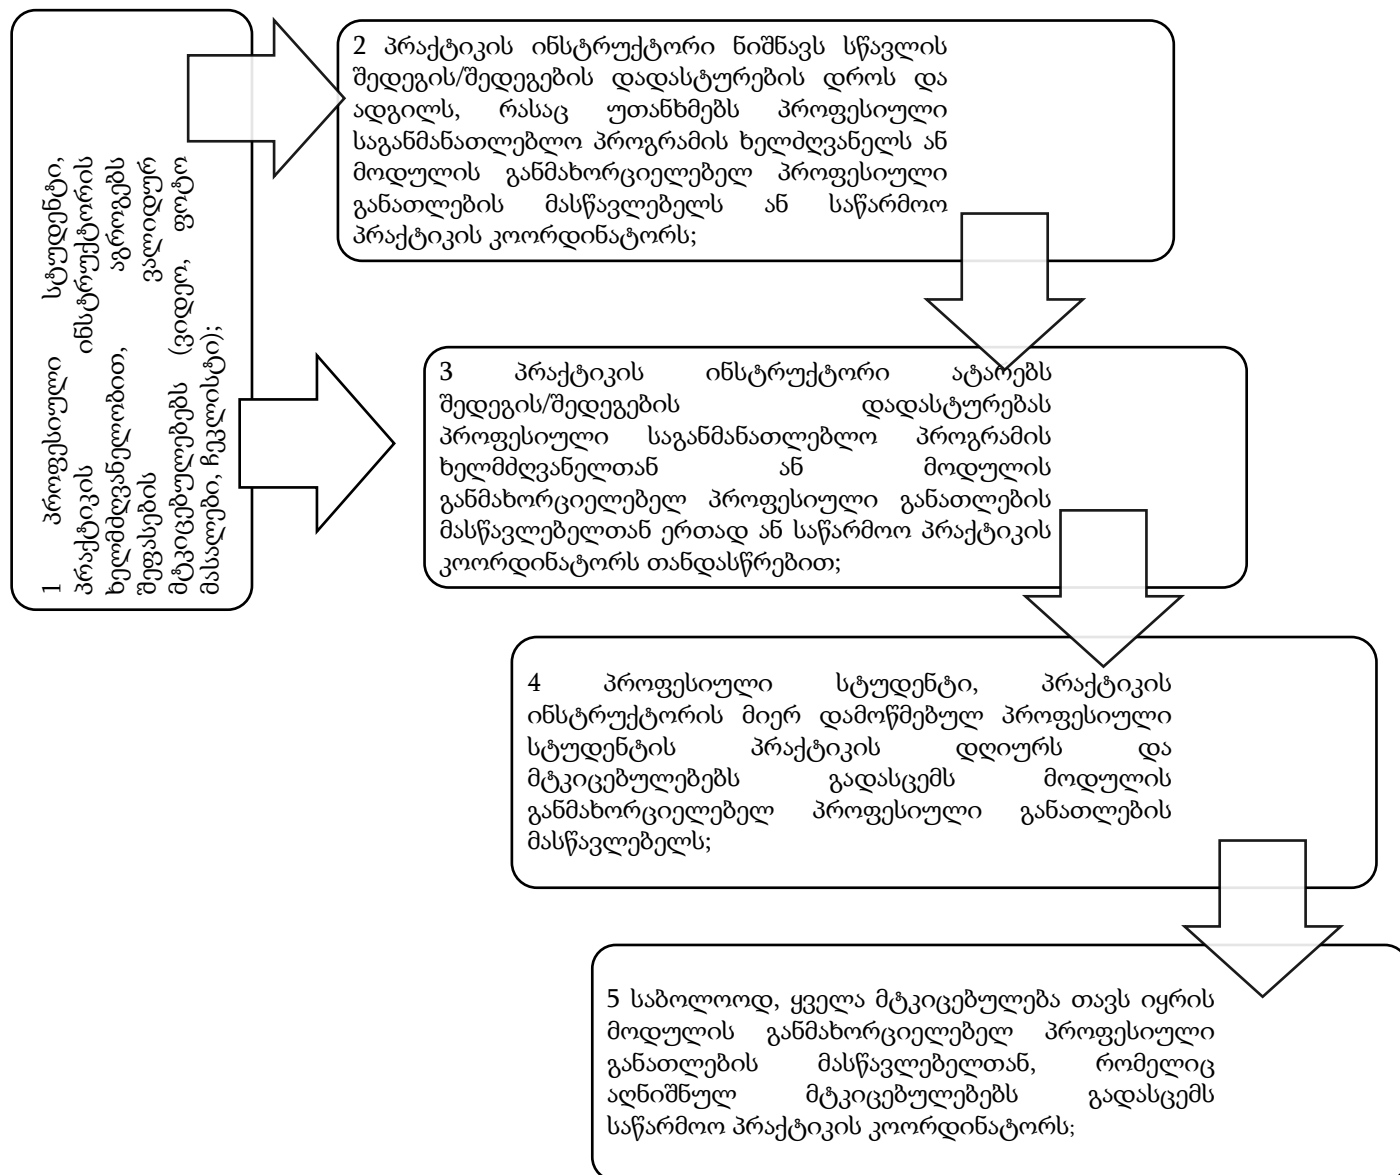 1 პროფესიული სტუდენტი,
პრაქტიკის ინსტრუქტორის
ხელმძღვანელობით, აგროვებს
შეფასების ვალიდურ
მტკიცებულებებს (ვიდეო, ფოტო
მასალები, ჩეკლისტი);
2 პრაქტიკის ინსტრუქტორი ნიშნავს სწავლის
შედეგის/შედეგების დადასტურების დროს და
ადგილს, რასაც უთანხმებს პროფესიული
საგანმანათლებლო პროგრამის ხელძღვანელს ან
მოდულის განმახორციელებელ პროფესიული
განათლების მასწავლებელს ან საწარმოო
პრაქტიკის კოორდინატორს;
3 პრაქტიკის ინსტრუქტორი ატარებს
შედეგის/შედეგების დადასტურებას
პროფესიული საგანმანათლებლო პროგრამის
ხელმძღვანელთან ან მოდულის
განმახორციელებელ პროფესიული განათლების
მასწავლებელთან ერთად ან საწარმოო პრაქტიკის
კოორდინატორს თანდასწრებით;
4 პროფესიული სტუდენტი, პრაქტიკის
ინსტრუქტორის მიერ დამოწმებულ პროფესიული
სტუდენტის პრაქტიკის დღიურს და
მტკიცებულებებს გადასცემს მოდულის
განმახორციელებელ პროფესიული განათლების
მასწავლებელს;
5 საბოლოოდ, ყველა მტკიცებულება თავს იყრის
მოდულის განმახორციელებელ პროფესიული
განათლების მასწავლებელთან, რომელიც
აღნიშნულ მტკიცებულებებს გადასცემს
საწარმოო პრაქტიკის კოორდინატორს;